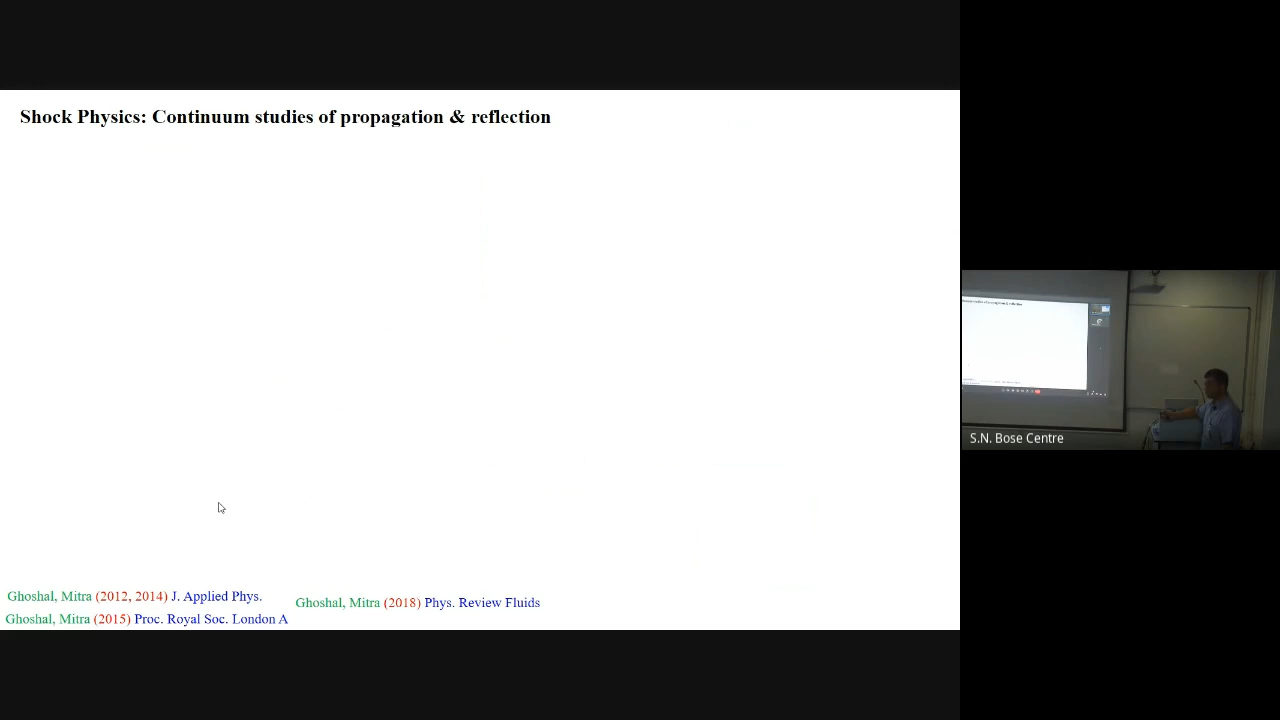 Shock Physics: Continuum studies of propagation & reflection
S.N. Bose Centre
Ghoshal, Mitra (2012, 2014) J. Applied Phys.
Ghoshal, Mitra (2018) Phys. Review Fluids
Ghoshal, Mitra (2015) Proc. Royal Soc. London A